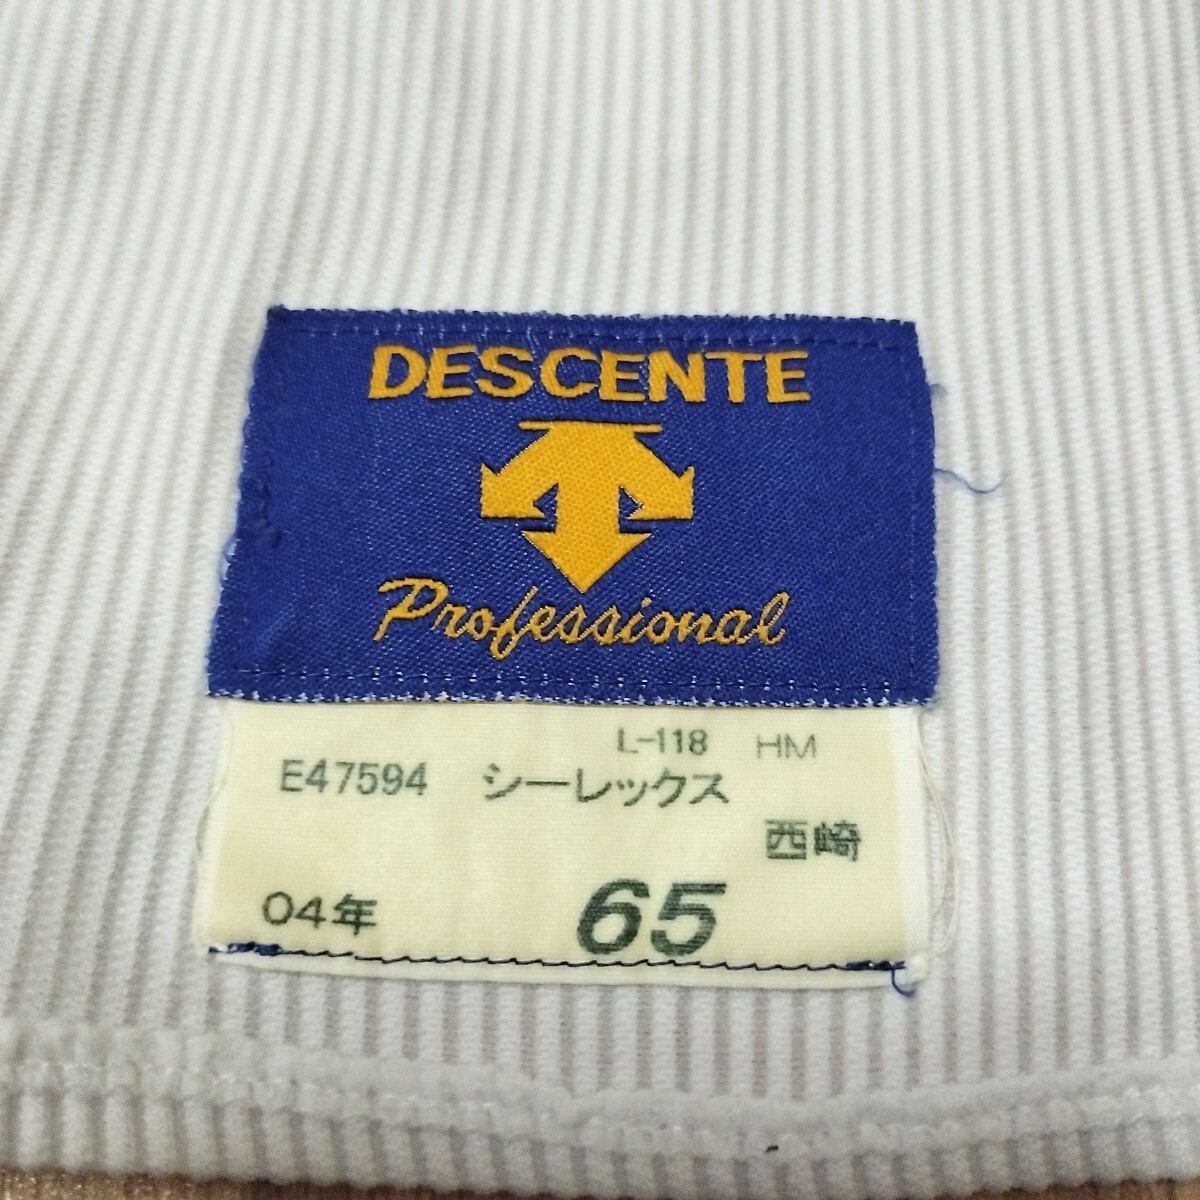 DESCENTE
Professional
L-118 HM
E47594 シーレックス
西崎
04年 65